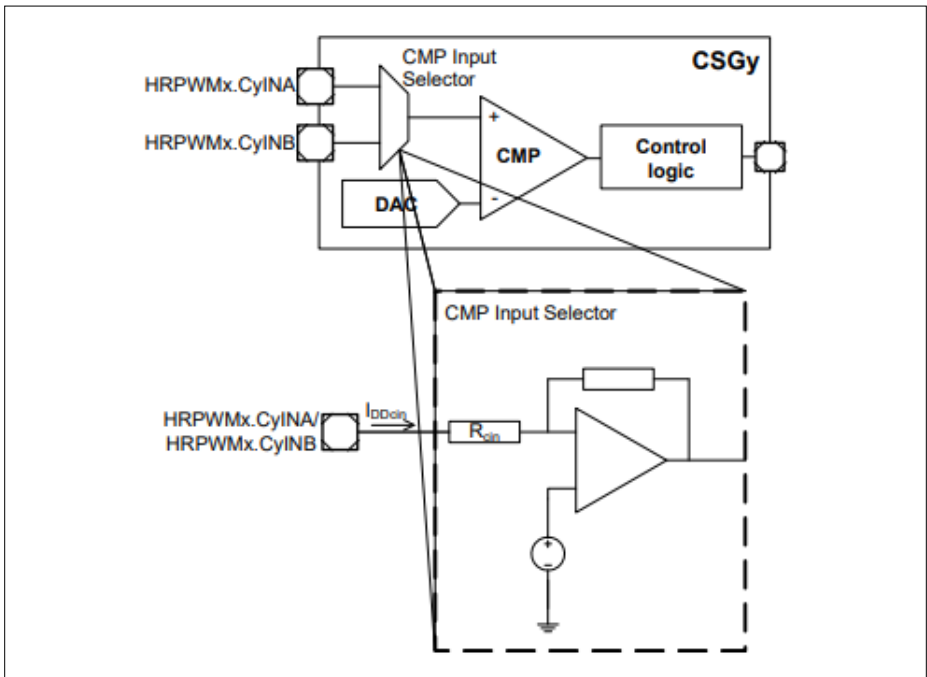 CSGy
CMP Input
Selector
HRPWMx.CyINA
HRPWMx.CyINB
+
CMP
-
Control
logic
DAC
CMP Input Selector
HRPWMx.CyINA/
HRPWMx.CyINB
IDDcin
Rcin
+
-